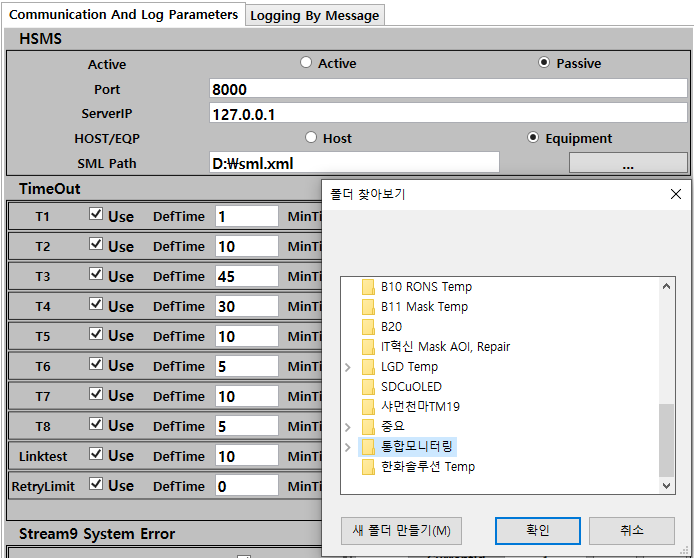 Communication And Log Parameters Logging By Message
HSMS
Active Active Passive
Port 8000
ServerIP 127.0.0.1
HOST/EQP Host Equipment
SML Path D:₩sml.xml ...
TimeOut
T1 Use DefTime 1 MinTi
T2 Use DefTime 10 MinTi
T3 Use DefTime 45 MinTi
T4 Use DefTime 30 MinTi
T5 Use DefTime 10 MinTi
T6 Use DefTime 5 MinTi
T7 Use DefTime 10 MinTi
T8 Use DefTime 5 MinTi
Linktest Use DefTime 10 MinTi
RetryLimit Use DefTime 0 MinTi
Stream9 System Error
폴더 찾아보기
B10 RONS Temp
B11 Mask Temp
B20
IT혁신 Mask AOI, Repair
LGD Temp
SDCuOLED
샤먼천마TM19
중요
통합모니터링
한화솔루션 Temp
새 폴더 만들기(M) 확인 취소